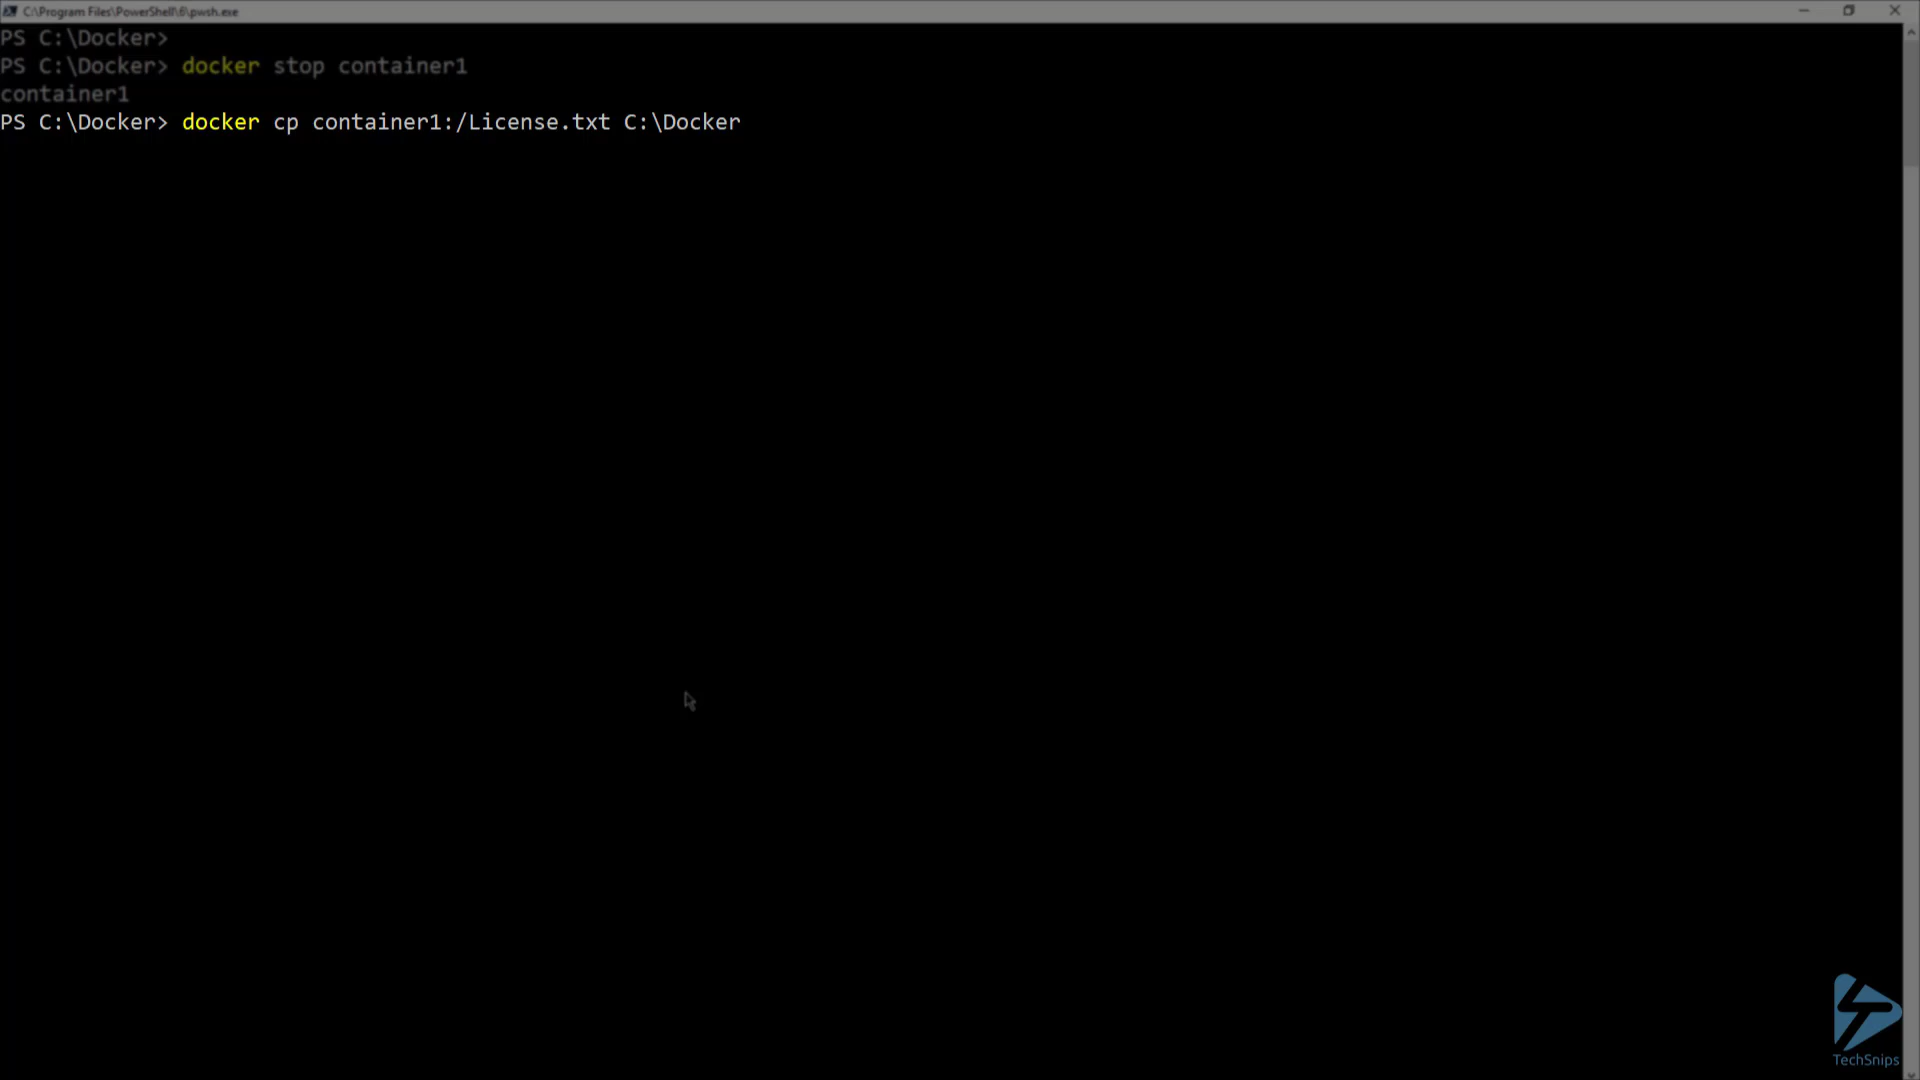 C:\Program Files\PowerShell\6\pwsh.exe
PS C:\Docker>
PS C:\Docker> docker stop container1
container1
PS C:\Docker> docker cp container1:/License.txt C:\Docker
TechSnips